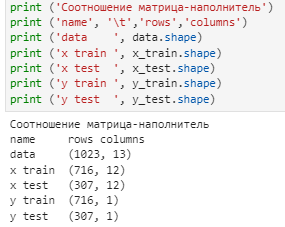 print ('Соотношение матрица-наполнитель')
print ('name', '\t','rows','columns')
print ('data    ', data.shape)
print ('x train ', x_train.shape)
print ('x test  ', x_test.shape)
print ('y train ', y_train.shape)
print ('y test  ', y_test.shape)
Соотношение матрица-наполнитель
name     rows columns
data     (1023, 13)
x train  (716, 12)
x test   (307, 12)
y train  (716, 1)
y test   (307, 1)